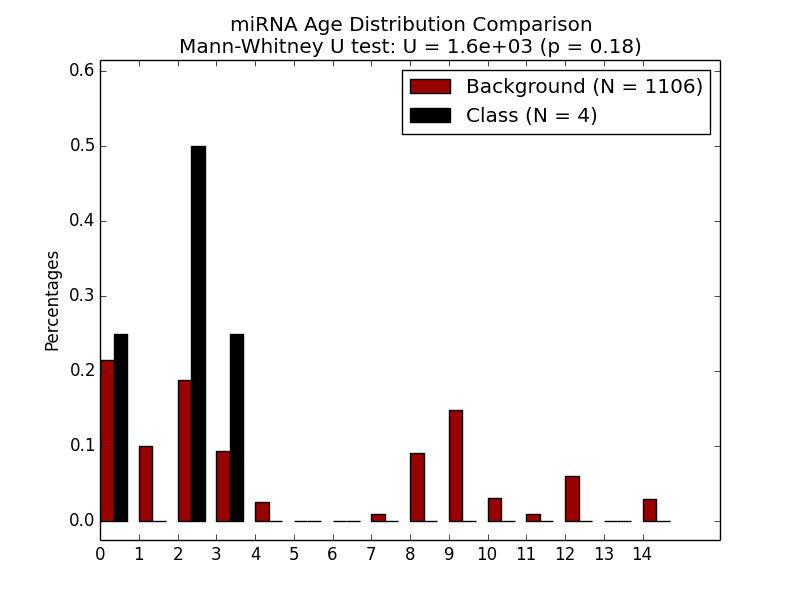 miRNA Age Distribution Comparison
Mann-Whitney U test: U = 1.6e+03 (p = 0.18)
Background (N = 1106)
Class (N = 4)
Percentages
0.6
0.5
0.4
0.3
0.2
0.1
0.0
0 1 2 3 4 5 6 7 8 9 10 11 12 13 14